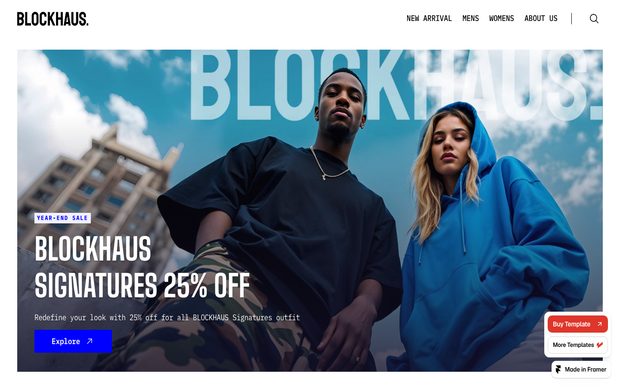 BLOCKHAUS.
NEW ARRIVAL MENS WOMENS ABOUT US
BLOCKHAUS.
YEAR-END SALE
BLOCKHAUS
SIGNATURES 25% OFF
Redefine your look with 25% off for all BLOCKHAUS Signatures outfit
Explore
Buy Template
More Templates
Made in Framer